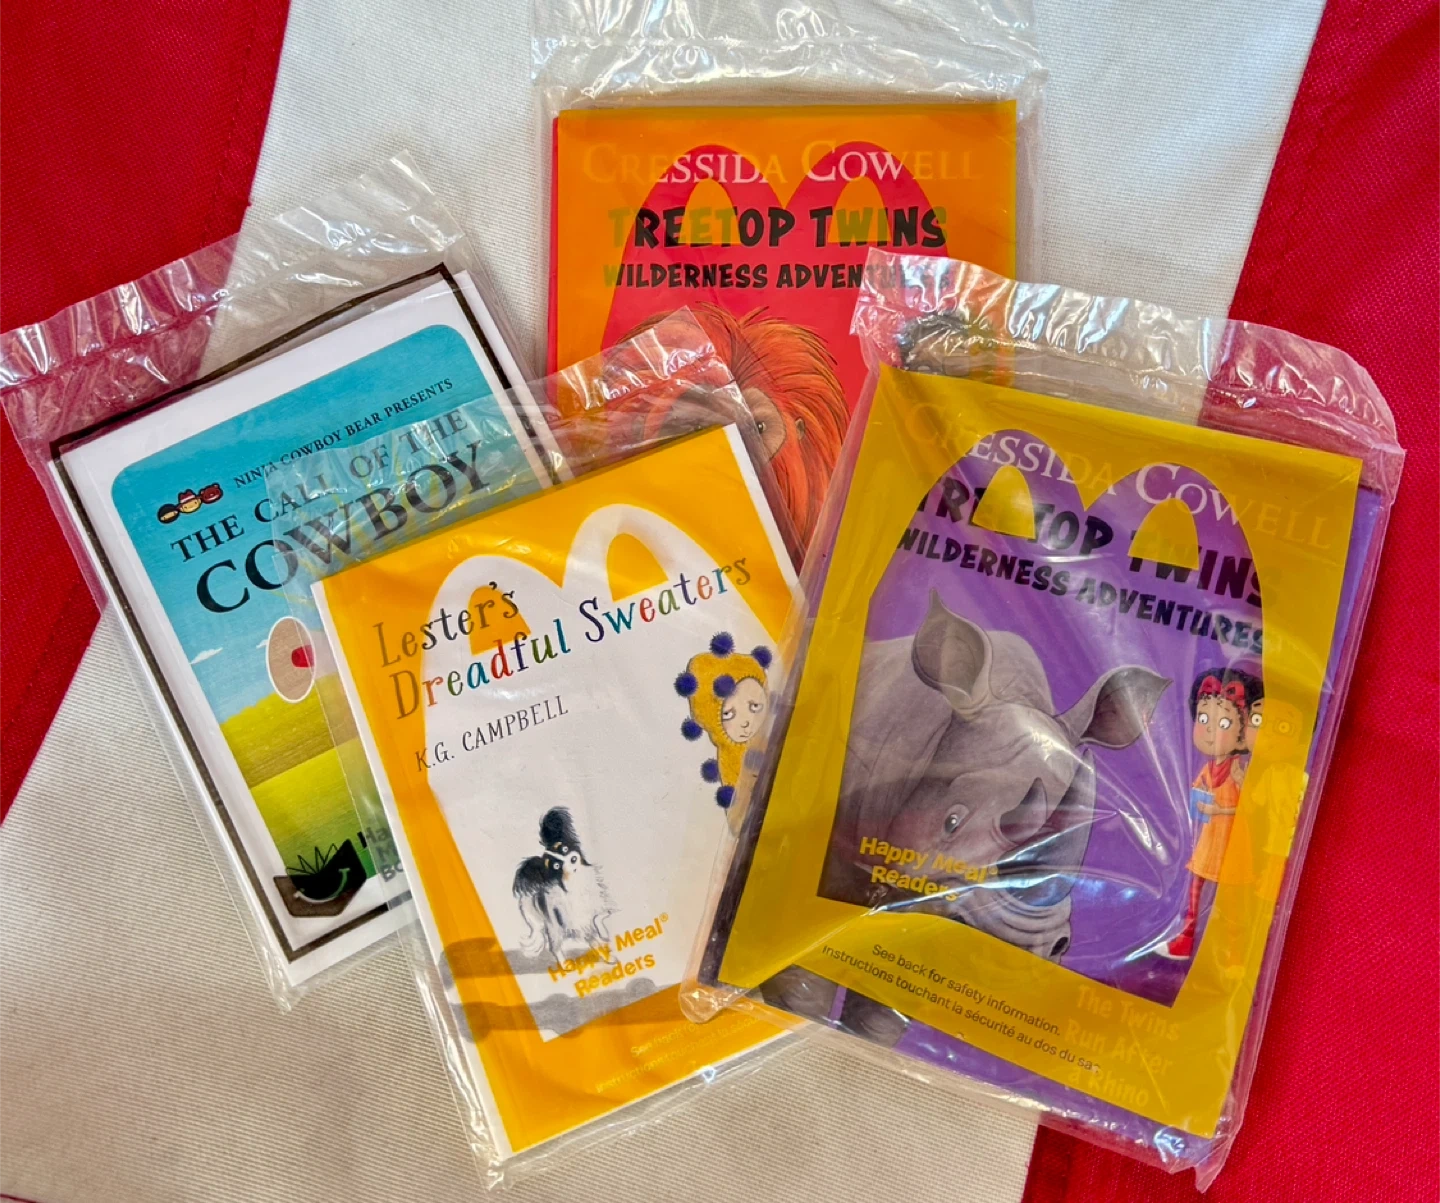 CRESSIDA COWELL
TREETOP TWINS
WILDERNESS ADVENTURES
NINJA COWBOY BEAR PRESENTS
THE CALL OF THE
COWBOY
Lester's
Dreadful Sweaters
K.G. CAMPBELL
Happy Meal®
Readers
CRESSIDA COWELL
TREETOP TWINS
WILDERNESS ADVENTURES
Happy Meal®
Readers
See back for safety information.
Instructions touchant la sécurité au dos du sac.
The Twins
Run After
a Rhino